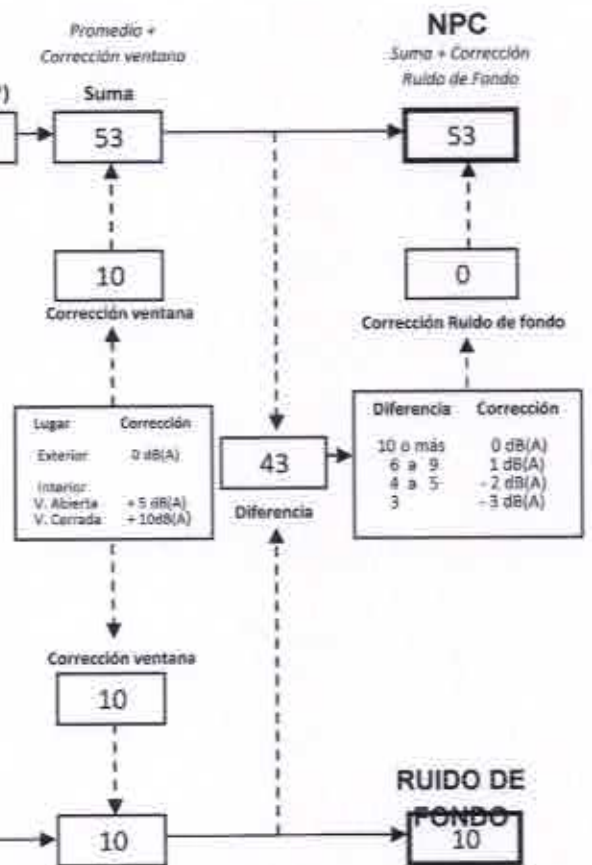 Promedio +
Corrección ventana
NPC
Suma + Corrección
Ruido de Fondo
)
Suma
53
53
10
0
Corrección ventana
Corrección Ruido de fondo
Lugar Corrección
Exterior 0 dB(A)
Interior
V. Abierta + 5 dB(A)
V. Cerrada + 10dB(A)
43
Diferencia
Diferencia Corrección
10 o más 0 dB(A)
6 a 9 1 dB(A)
4 a 5 - 2 dB(A)
3 - 3 dB(A)
Corrección ventana
10
RUIDO DE
FONDO
10
10